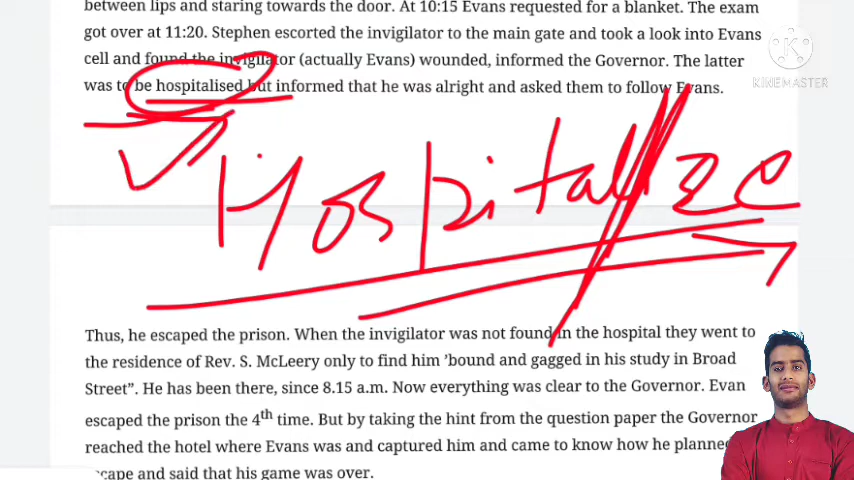 between lips and staring towards the door. At 10:15 Evans requested for a blanket. The exam
got over at 11:20. Stephen escorted the invigilator to the main gate and took a look into Evans
cell and found the invigilator (actually Evans) wounded, informed the Governor. The latter
KINEMASTER
was to be hospitalised but informed that he was alright and asked them to follow Evans.
Hospitalize
Thus, he escaped the prison. When the invigilator was not found in the hospital they went to
the residence of Rev. S. McLeery only to find him 'bound and gagged in his study in Broad
Street”. He has been there, since 8.15 a.m. Now everything was clear to the Governor. Evan
escaped the prison the 4th time. But by taking the hint from the question paper the Governor
reached the hotel where Evans was and captured him and came to know how he planne
scape and said that his game was over.